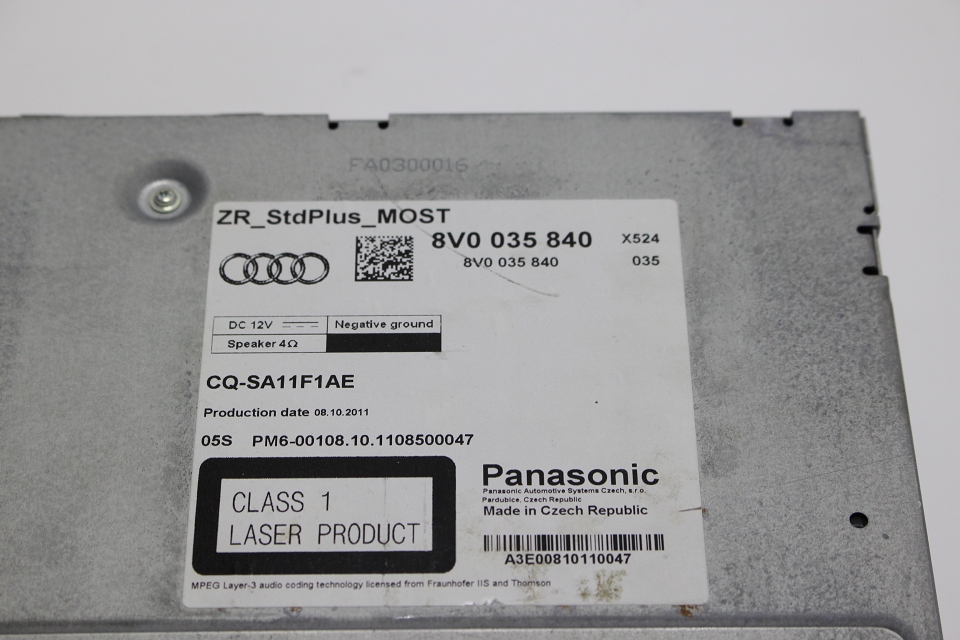 FA0300016
ZR_StdPlus_MOST
8V0 035 840 X524
8V0 035 840 035
DC 12V Negative ground
Speaker 4Ω
CQ-SA11F1AE
Production date 08.10.2011
05S PM6-00108.10.1108500047
CLASS 1
LASER PRODUCT
Panasonic
Panasonic Automotive Systems Czech, s.r.o.
Pardubice, Czech Republic
Made in Czech Republic
A3E00810110047
MPEG Layer-3 audio coding technology licensed from Fraunhofer IIS and Thomson